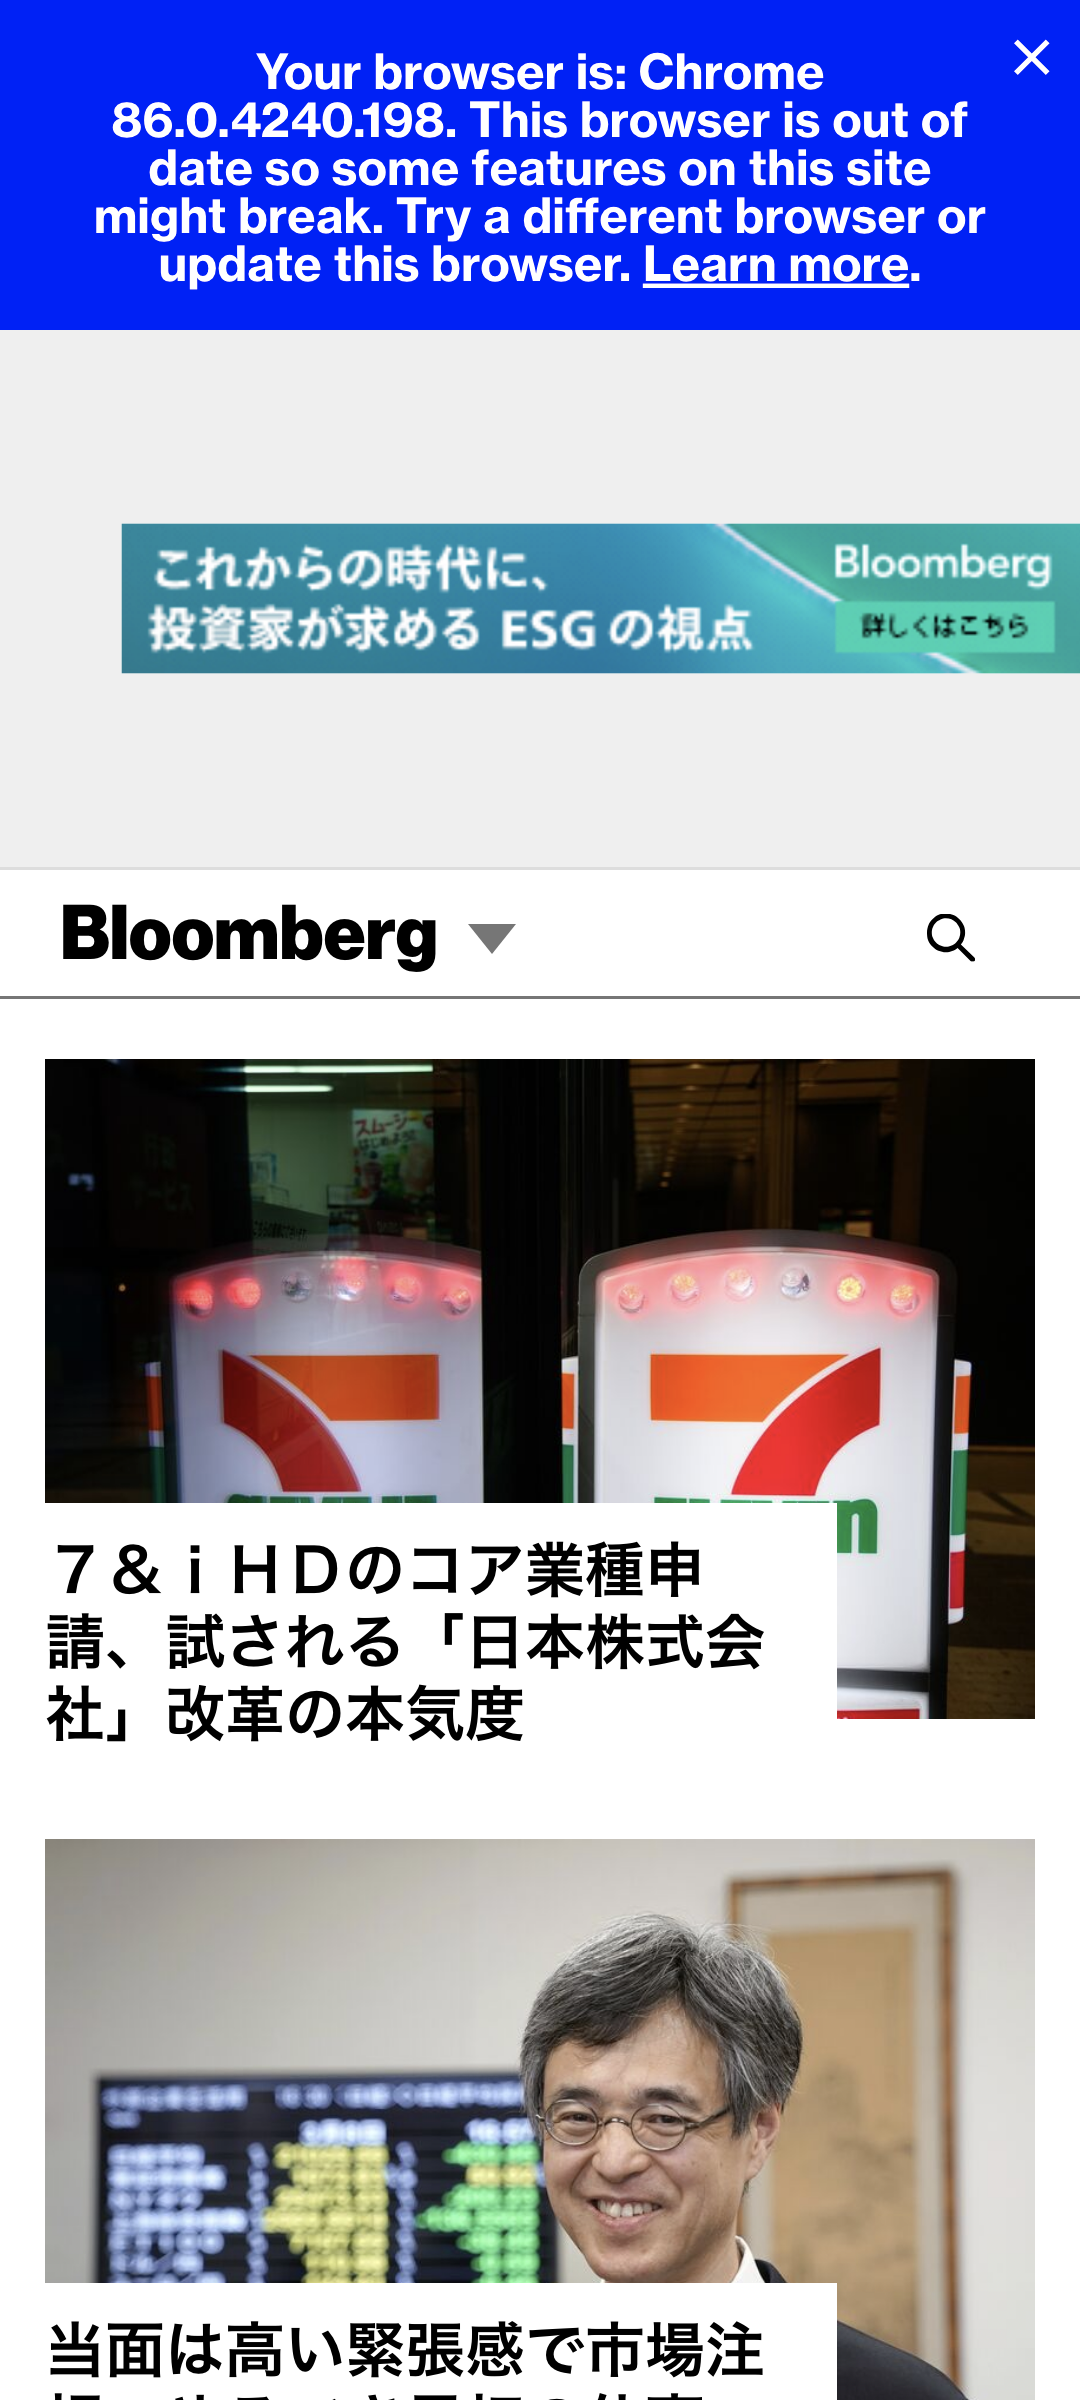 Your browser is: Chrome
86.0.4240.198. This browser is out of
date so some features on this site
might break. Try a different browser or
update this browser. Learn more.
これからの時代に、
投資家が求める ESG の視点
Bloomberg
詳しくはこちら
Bloomberg
スムージー
７＆ｉＨＤのコア業種申
請、試される「日本株式会
社」改革の本気度
当面は高い緊張感で市場注